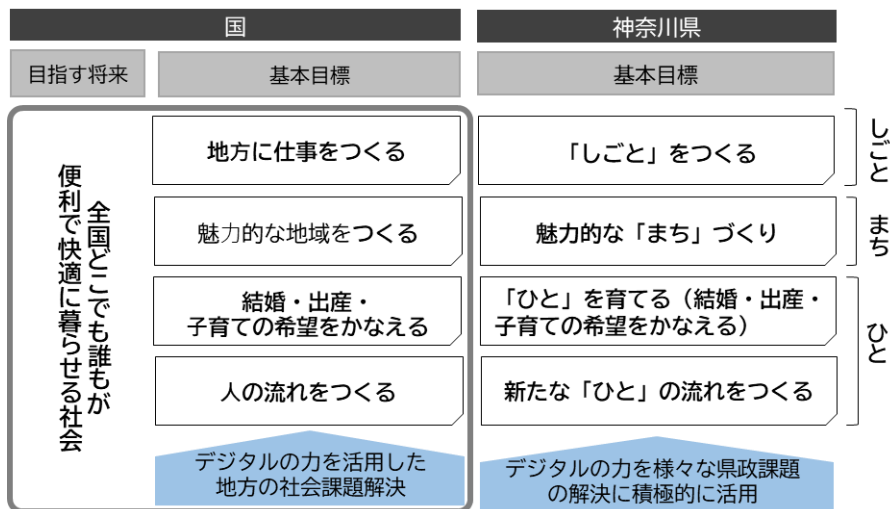 国
神奈川県
目指す将来
基本目標
基本目標
全国どこでも誰もが
便利で快適に暮らせる社会
地方に仕事をつくる
「しごと」をつくる
しごと
魅力的な地域をつくる
魅力的な「まち」づくり
まち
結婚・出産・
子育ての希望をかなえる
「ひと」を育てる（結婚・出産・
子育ての希望をかなえる）
ひと
人の流れをつくる
新たな「ひと」の流れをつくる
デジタルの力を活用した
地方の社会課題解決
デジタルの力を様々な県政課題
の解決に積極的に活用